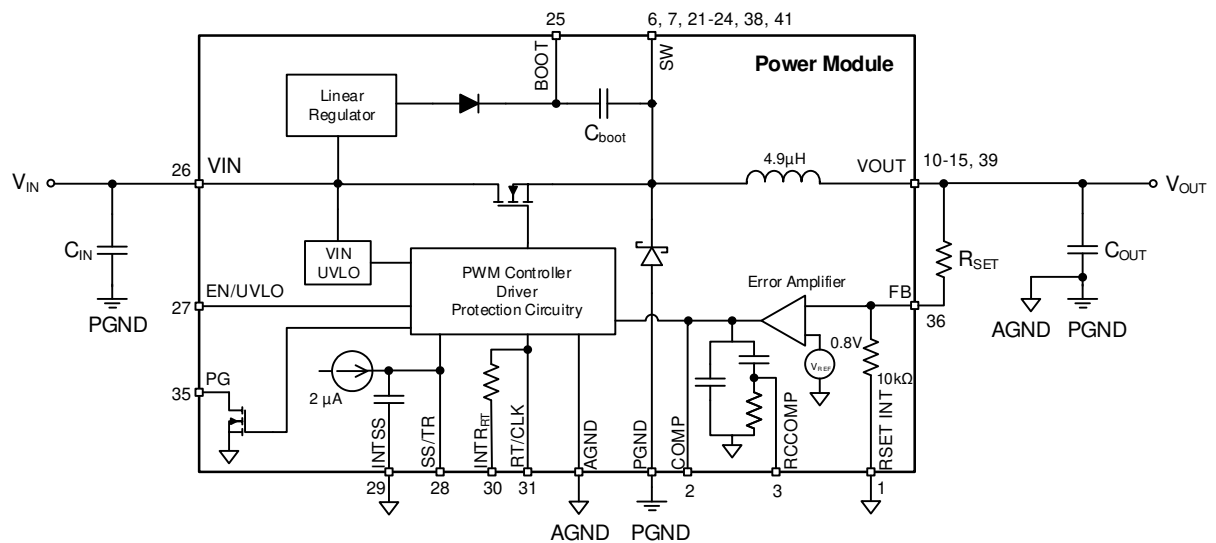 25
6, 7, 21-24, 38, 41
BOOT
SW
Power Module
Linear
Regulator
Cboot
26
VIN
4.9µH
VOUT
10-15, 39
VIN
VOUT
CIN
VIN
UVLO
PWM Controller
Driver
Protection Circuitry
Error Amplifier
RSET
COUT
EN/UVLO
27
FB
36
PGND
AGND
PGND
0.8V
VREF
10kΩ
PG
35
2 µA
INTSS
SS/TR
INTRRT
RT/CLK
AGND
PGND
COMP
RCCOMP
RSET INT
29
28
30
31
2
3
1
AGND
PGND